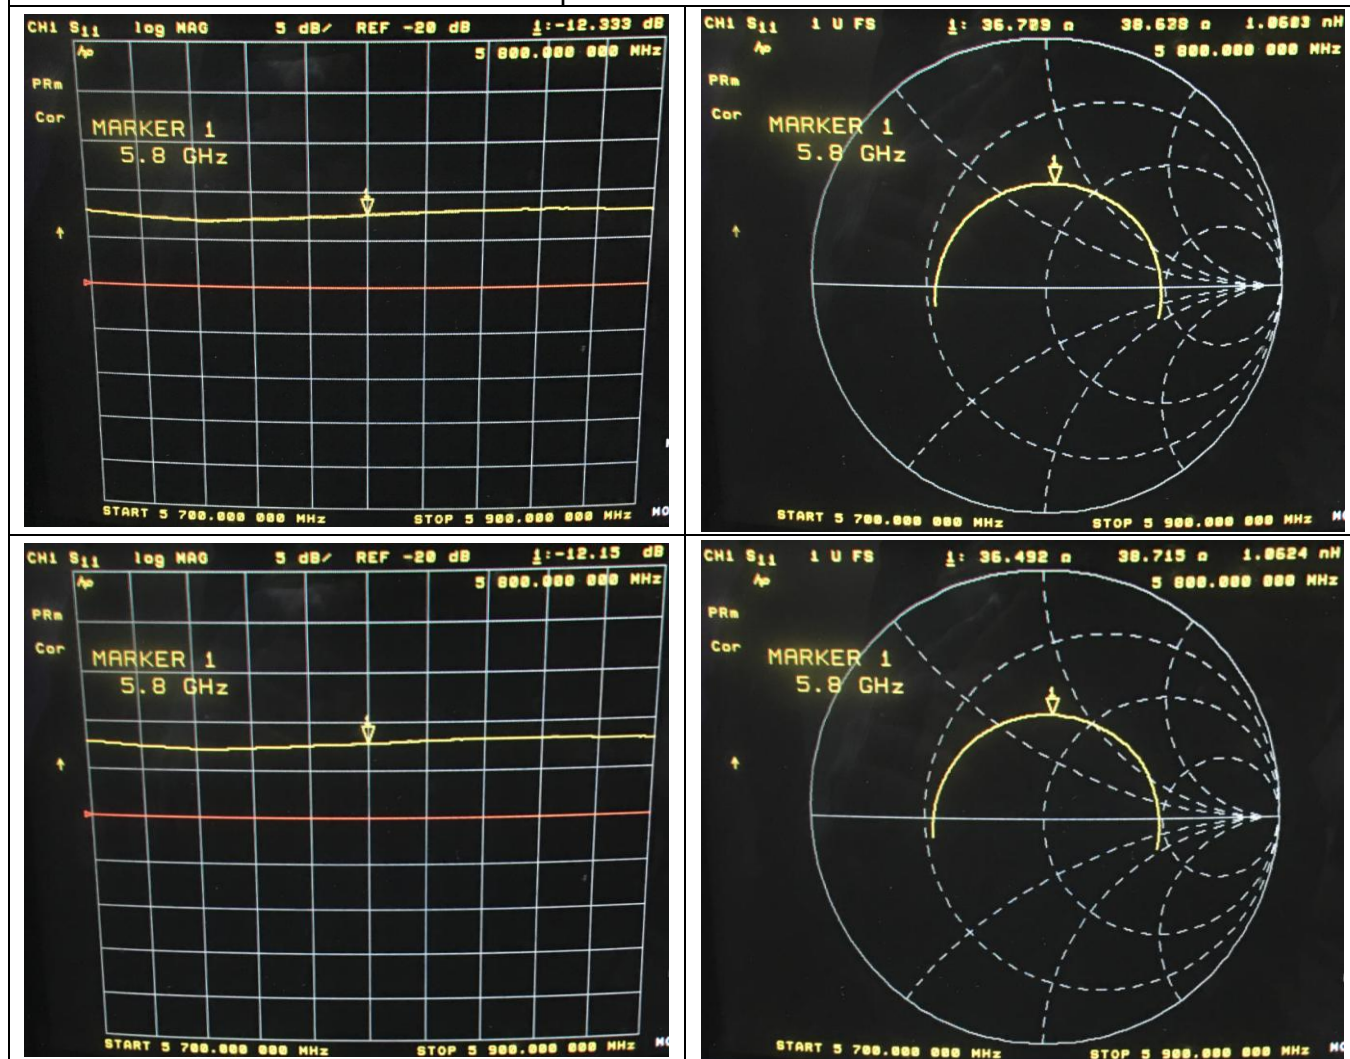 CH1 S11 log MAG 5 dB/ REF -20 dB 1:-12.333 dB
Ap 5 800.000 000 MHz
PRm
Cor
MARKER 1
5.8 GHz
START 5 700.000 000 MHz STOP 5 900.000 000 MHz
CH1 S11 1 U FS 1: 36.709 Ω 38.628 Ω 1.0603 nH
Ap 5 800.000 000 MHz
PRm
Cor
MARKER 1
5.8 GHz
START 5 700.000 000 MHz STOP 5 900.000 000 MHz
CH1 S11 log MAG 5 dB/ REF -20 dB 1:-12.15 dB
Ap 5 800.000 000 MHz
PRm
Cor
MARKER 1
5.8 GHz
START 5 700.000 000 MHz STOP 5 900.000 000 MHz
CH1 S11 1 U FS 1: 36.492 Ω 38.715 Ω 1.0624 nH
Ap 5 800.000 000 MHz
PRm
Cor
MARKER 1
5.8 GHz
START 5 700.000 000 MHz STOP 5 900.000 000 MHz